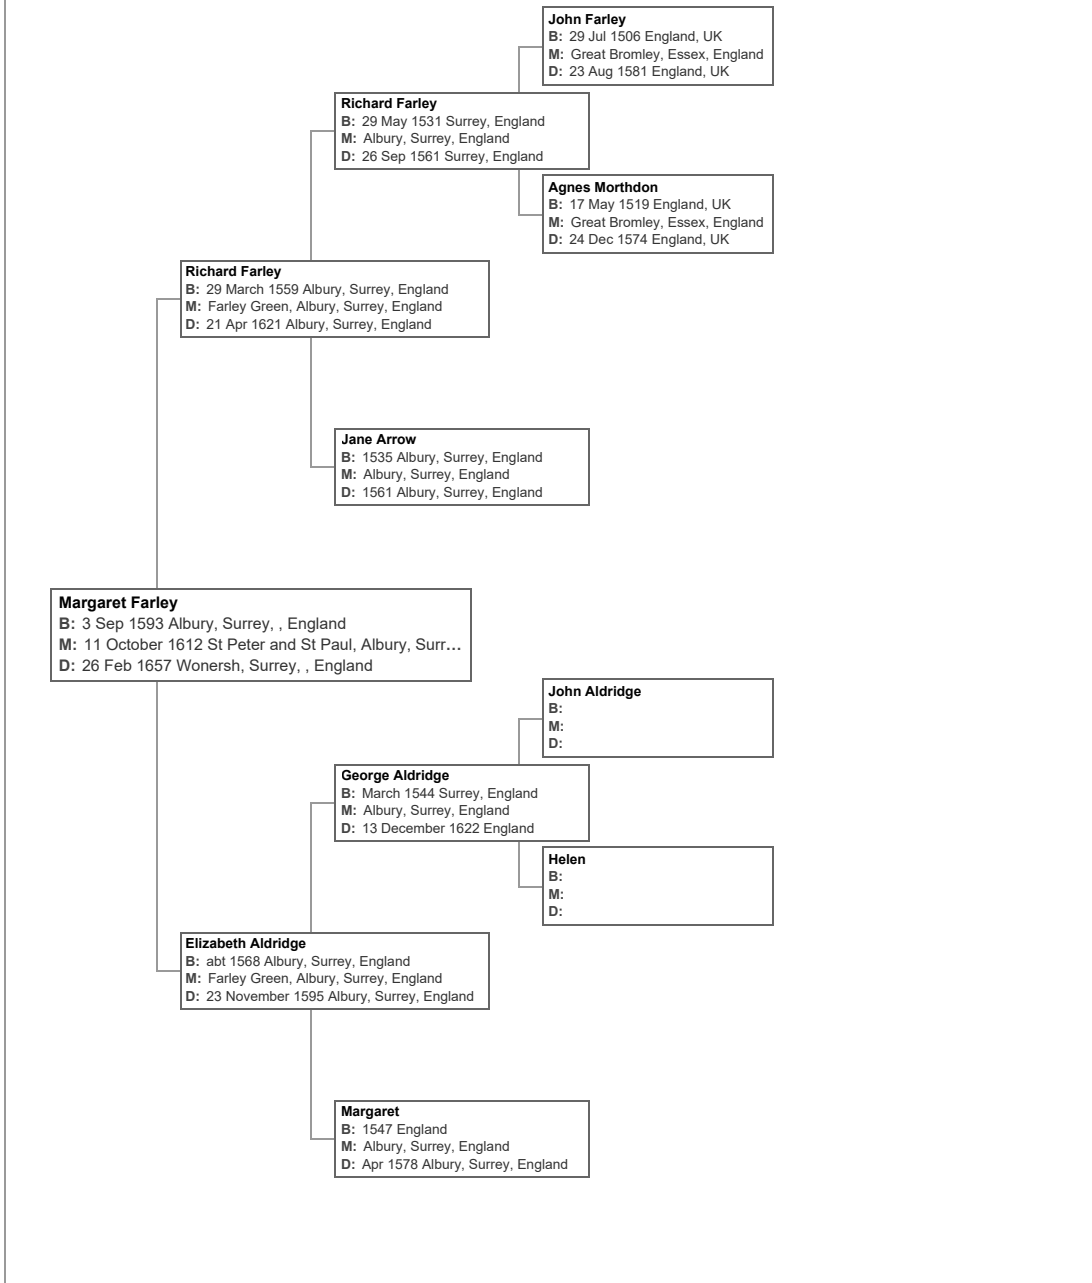 John Farley
B: 29 Jul 1506 England, UK
M: Great Bromley, Essex, England
D: 23 Aug 1581 England, UK
Richard Farley
B: 29 May 1531 Surrey, England
M: Albury, Surrey, England
D: 26 Sep 1561 Surrey, England
Agnes Morthdon
B: 17 May 1519 England, UK
M: Great Bromley, Essex, England
D: 24 Dec 1574 England, UK
Richard Farley
B: 29 March 1559 Albury, Surrey, England
M: Farley Green, Albury, Surrey, England
D: 21 Apr 1621 Albury, Surrey, England
Jane Arrow
B: 1535 Albury, Surrey, England
M: Albury, Surrey, England
D: 1561 Albury, Surrey, England
Margaret Farley
B: 3 Sep 1593 Albury, Surrey, , England
M: 11 October 1612 St Peter and St Paul, Albury, Surr...
D: 26 Feb 1657 Wonersh, Surrey, , England
John Aldridge
B:
M:
D:
George Aldridge
B: March 1544 Surrey, England
M: Albury, Surrey, England
D: 13 December 1622 England
Helen
B:
M:
D:
Elizabeth Aldridge
B: abt 1568 Albury, Surrey, England
M: Farley Green, Albury, Surrey, England
D: 23 November 1595 Albury, Surrey, England
Margaret
B: 1547 England
M: Albury, Surrey, England
D: Apr 1578 Albury, Surrey, England